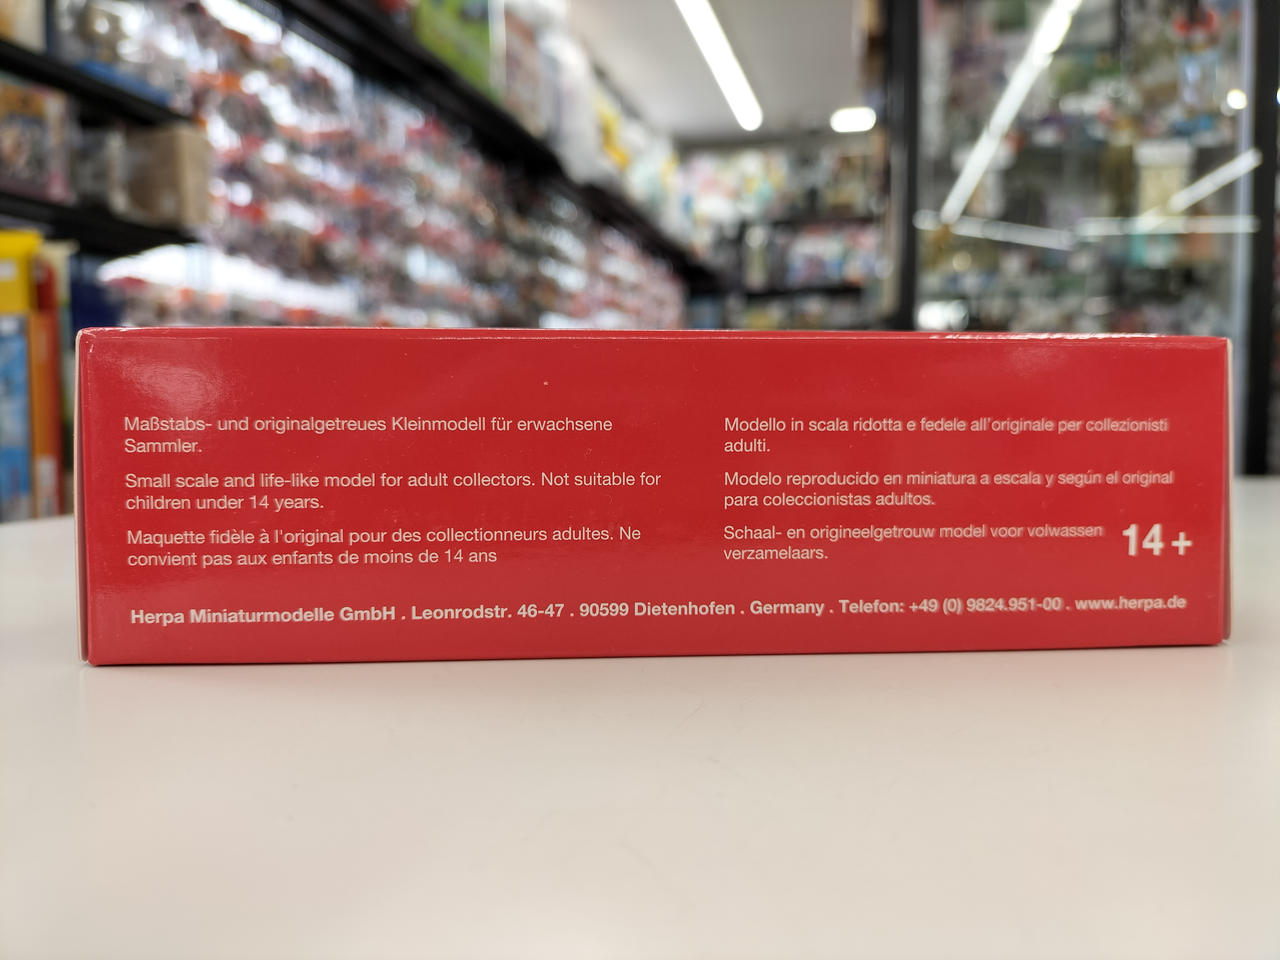 Maßstabs- und originalgetreues Kleinmodell für erwachsene
Sammler.
Small scale and life-like model for adult collectors. Not suitable for
children under 14 years.
Maquette fidèle à l'original pour des collectionneurs adultes. Ne
convient pas aux enfants de moins de 14 ans
Modello in scala ridotta e fedele all'originale per collezionisti
adulti.
Modelo reproducido en miniatura a escala y según el original
para coleccionistas adultos.
Schaal- en origineelgetrouw model voor volwassen
verzamelaars.
14+
Herpa Miniaturmodelle GmbH . Leonrodstr. 46-47 . 90599 Dietenhofen . Germany . Telefon: +49 (0) 9824.951-00 . www.herpa.de